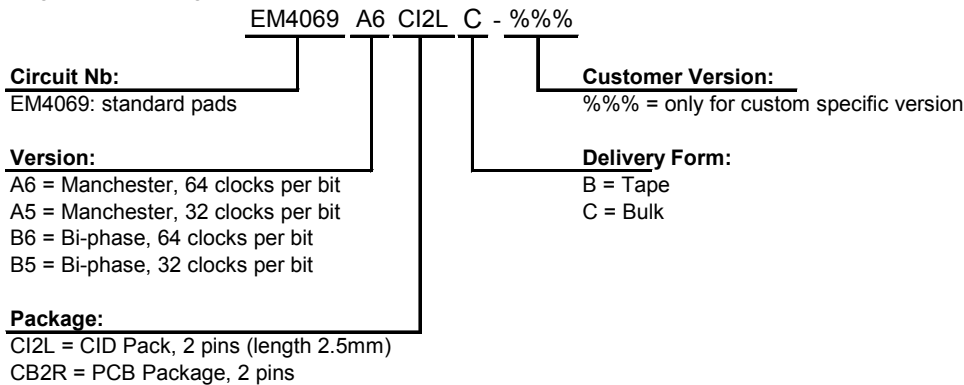 EM4069 A6 CI2L C - %%%
Circuit Nb:
EM4069: standard pads
Customer Version:
%%% = only for custom specific version
Version:
A6 = Manchester, 64 clocks per bit
A5 = Manchester, 32 clocks per bit
B6 = Bi-phase, 64 clocks per bit
B5 = Bi-phase, 32 clocks per bit
Delivery Form:
B = Tape
C = Bulk
Package:
CI2L = CID Pack, 2 pins (length 2.5mm)
CB2R = PCB Package, 2 pins